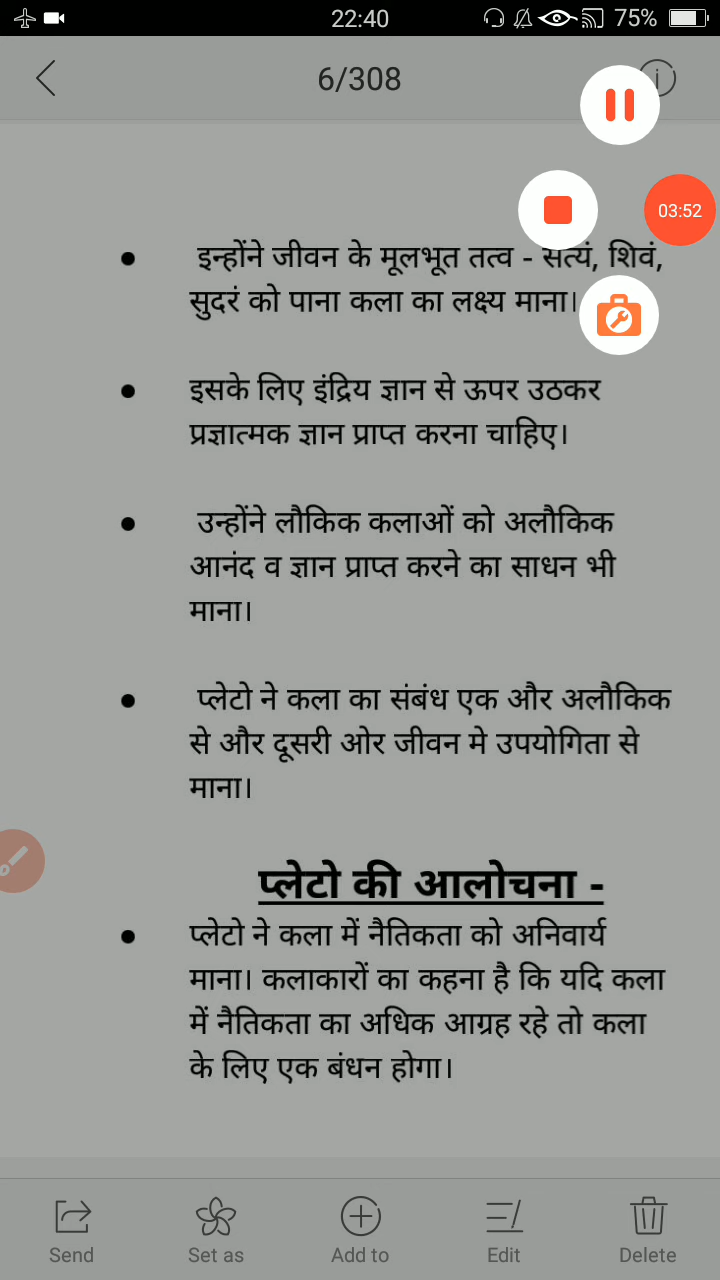 22:40
75%
6/308
03:52
• इन्होंने जीवन के मूलभूत तत्व - सत्यं, शिवं,
सुदरं को पाना कला का लक्ष्य माना।
• इसके लिए इंद्रिय ज्ञान से ऊपर उठकर
प्रज्ञात्मक ज्ञान प्राप्त करना चाहिए।
• उन्होंने लौकिक कलाओं को अलौकिक
आनंद व ज्ञान प्राप्त करने का साधन भी
माना।
• प्लेटो ने कला का संबंध एक और अलौकिक
से और दूसरी ओर जीवन मे उपयोगिता से
माना।
प्लेटो की आलोचना -
• प्लेटो ने कला में नैतिकता को अनिवार्य
माना। कलाकारों का कहना है कि यदि कला
में नैतिकता का अधिक आग्रह रहे तो कला
के लिए एक बंधन होगा।
Send Set as Add to Edit Delete